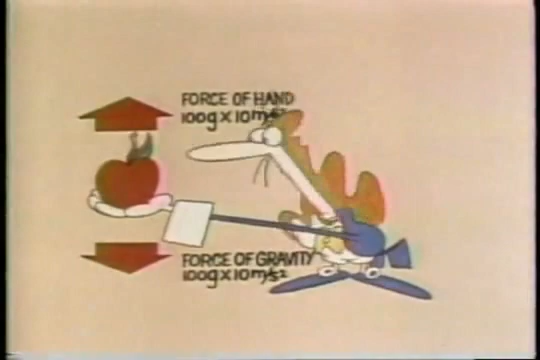 FORCE OF HAND
100g X 10m/s²
FORCE OF GRAVITY
100g X 10m/s²